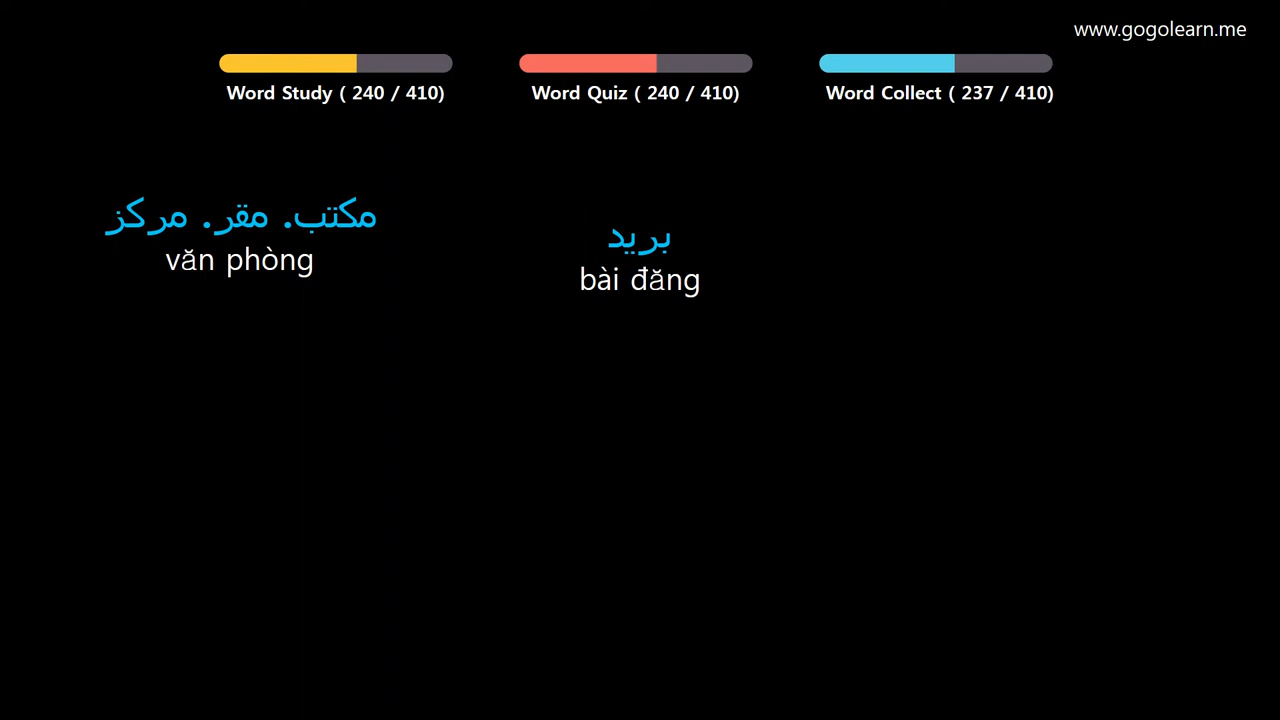 www.gogolearn.me
Word Study ( 240 / 410)
Word Quiz ( 240 / 410)
Word Collect ( 237 / 410)
مكتب. مقر. مركز
văn phòng
بريد
bài đăng